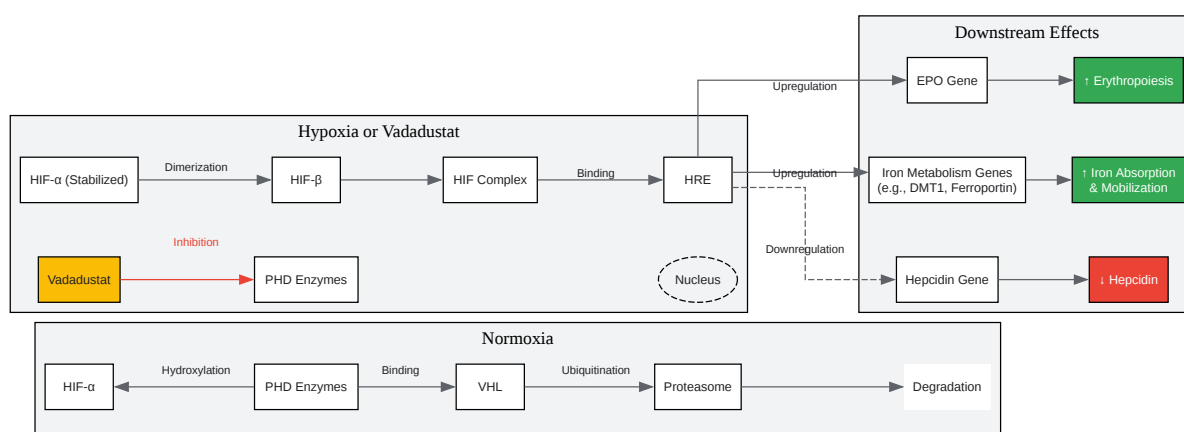 Downstream Effects
EPO Gene
↑ Erythropoiesis
Upregulation
Hypoxia or Vadadustat
HIF-α (Stabilized)
Dimerization
HIF-β
HIF Complex
Binding
HRE
Upregulation
Iron Metabolism Genes
(e.g., DMT1, Ferroportin)
↑ Iron Absorption
& Mobilization
Inhibition
Downregulation
Vadadustat
PHD Enzymes
Nucleus
Hepcidin Gene
↓ Hepcidin
Normoxia
HIF-α
Hydroxylation
PHD Enzymes
Binding
VHL
Ubiquitination
Proteasome
Degradation